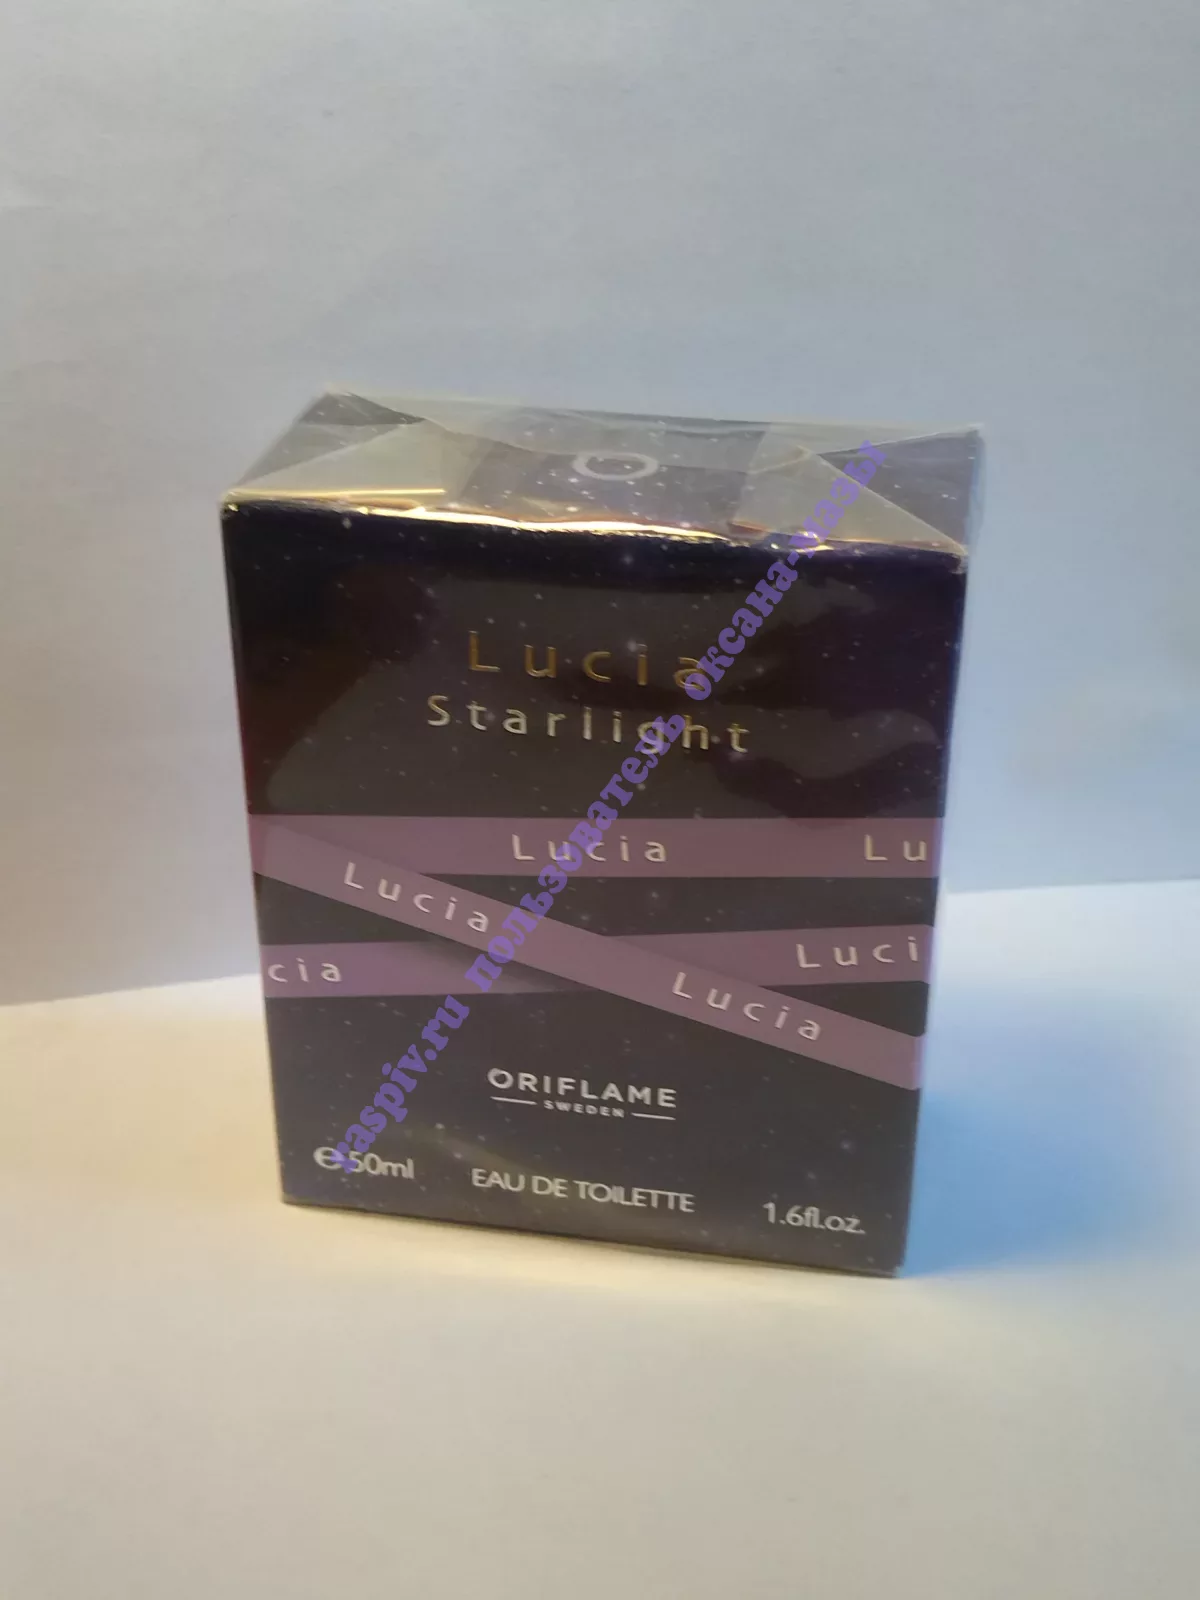 Lucia
Starlight
Lucia
Lu
Lucia
Luci
cia
Lucia
ORIFLAME
SWEDEN
℮50ml
EAU DE TOILETTE
1.6fl.oz.
raspiv.ru пользователь оксана-мазы